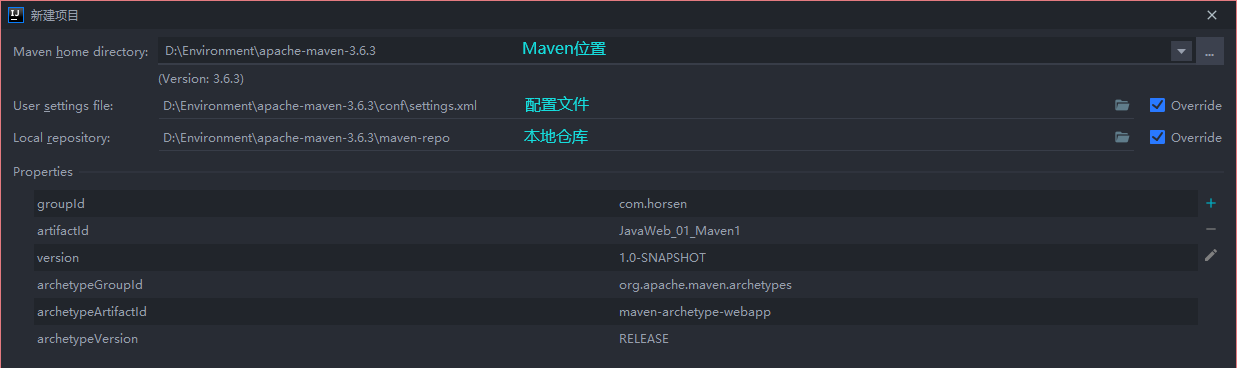 IJ 新建项目
Maven home directory: D:\Environment\apache-maven-3.6.3 Maven位置 ...
(Version: 3.6.3)
User settings file: D:\Environment\apache-maven-3.6.3\conf\settings.xml 配置文件 Override
Local repository: D:\Environment\apache-maven-3.6.3\maven-repo 本地仓库 Override
Properties
groupId com.horsen
artifactId JavaWeb_01_Maven1
version 1.0-SNAPSHOT
archetypeGroupId org.apache.maven.archetypes
archetypeArtifactId maven-archetype-webapp
archetypeVersion RELEASE